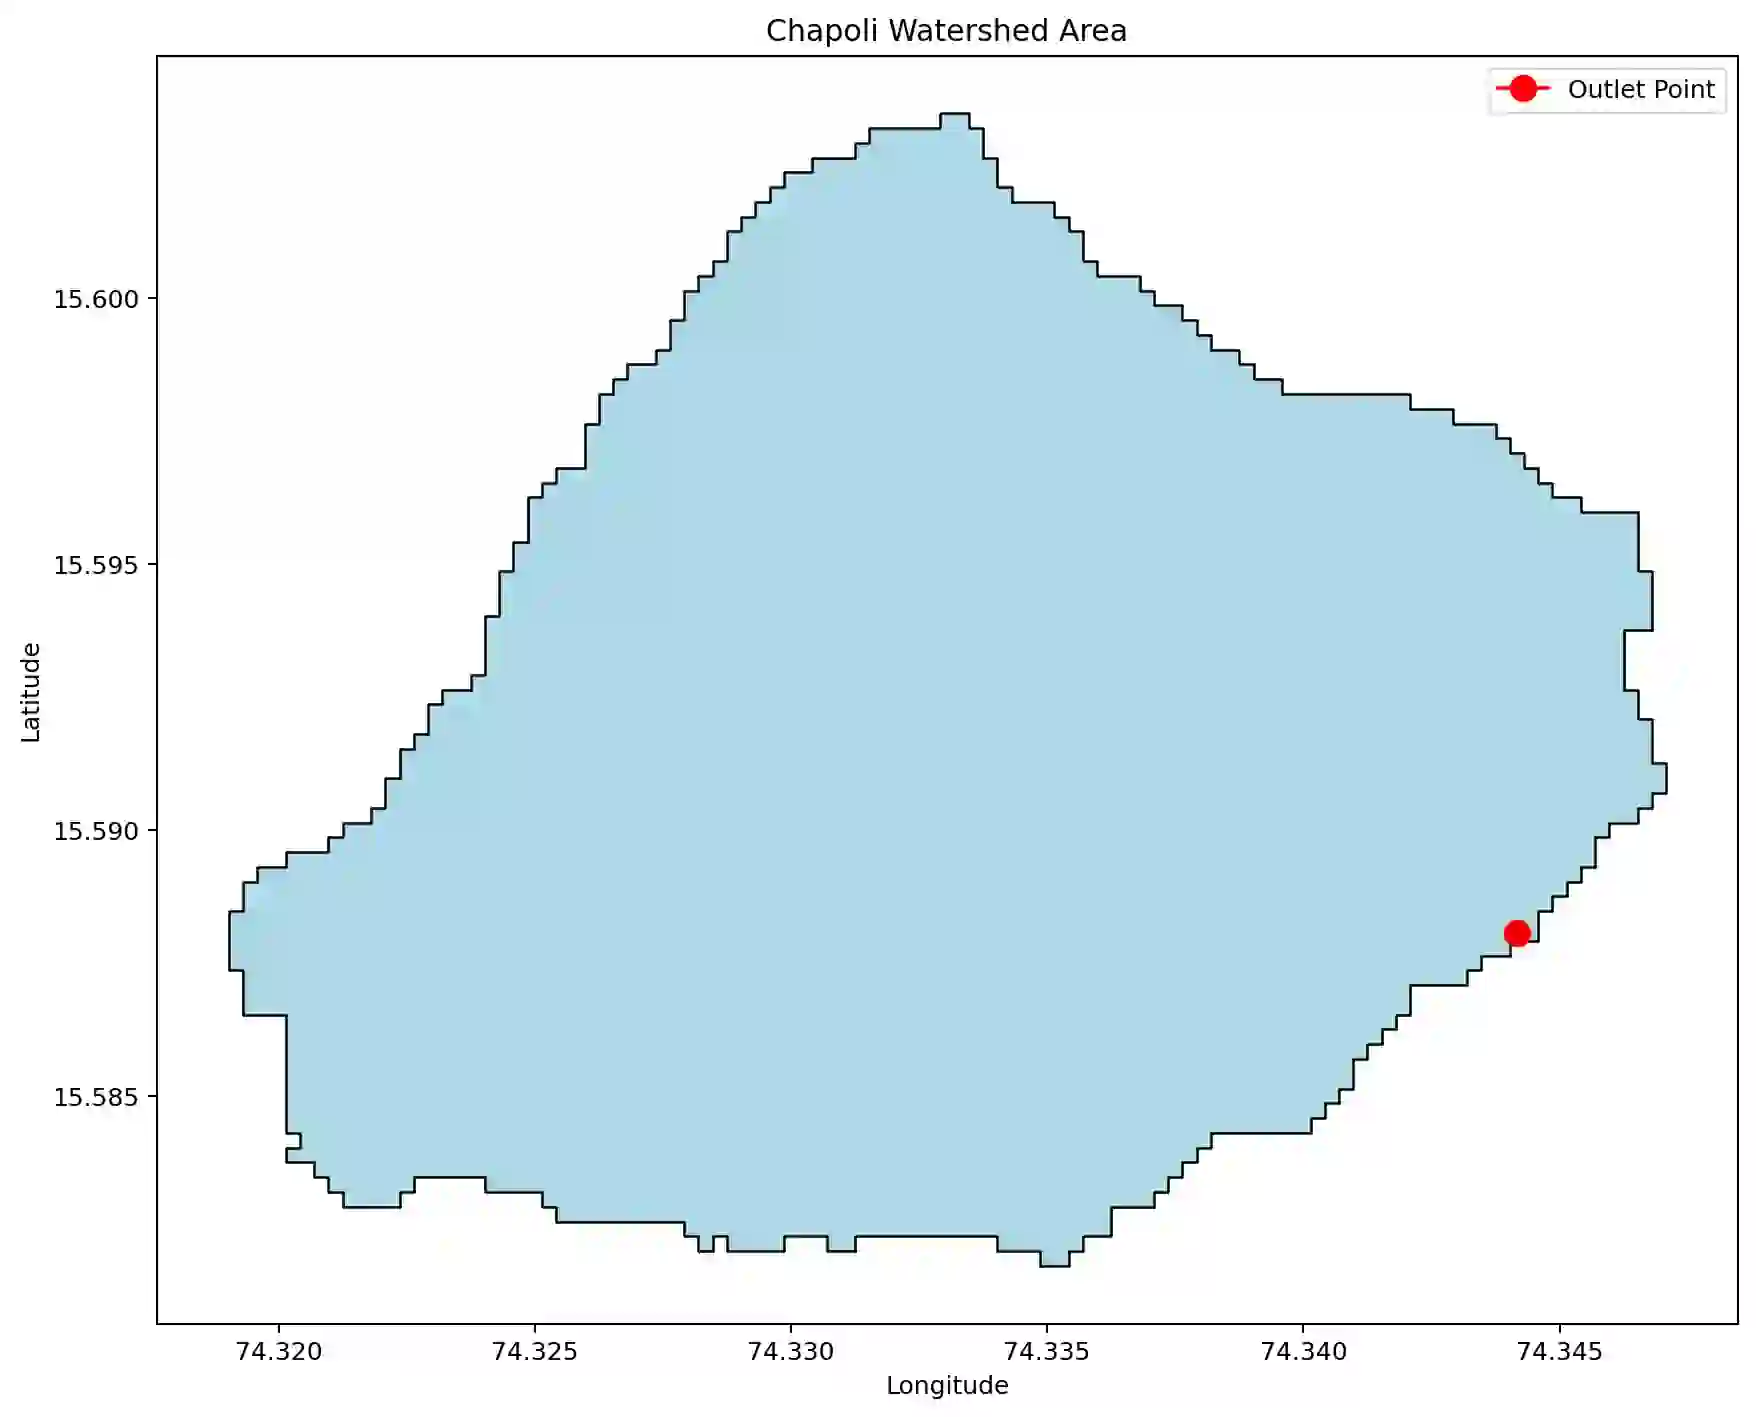 Chapoli Watershed Area
Outlet Point
15.600
15.595
15.590
15.585
Latitude
74.320 74.325 74.330 74.335 74.340 74.345
Longitude